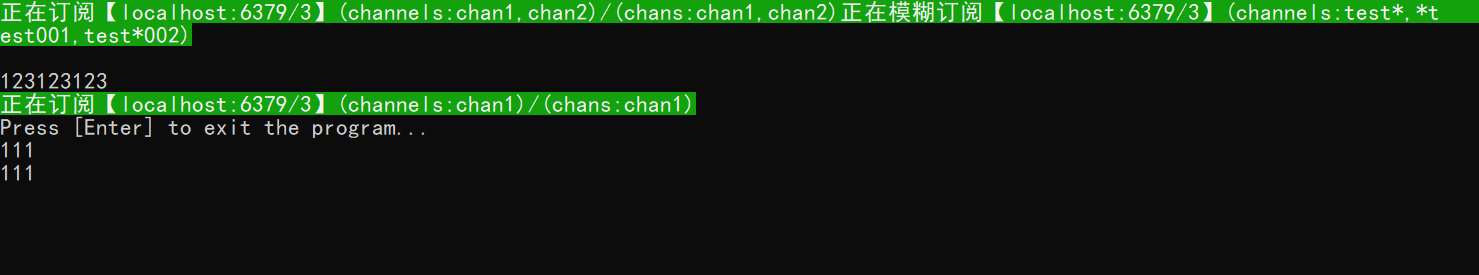 正在订阅【localhost:6379/3】(channels:chan1,chan2)/(chans:chan1,chan2)正在模糊订阅【localhost:6379/3】(channels:test*,*t
est001,test*002)
123123123
正在订阅【localhost:6379/3】(channels:chan1)/(chans:chan1)
Press [Enter] to exit the program...
111
111